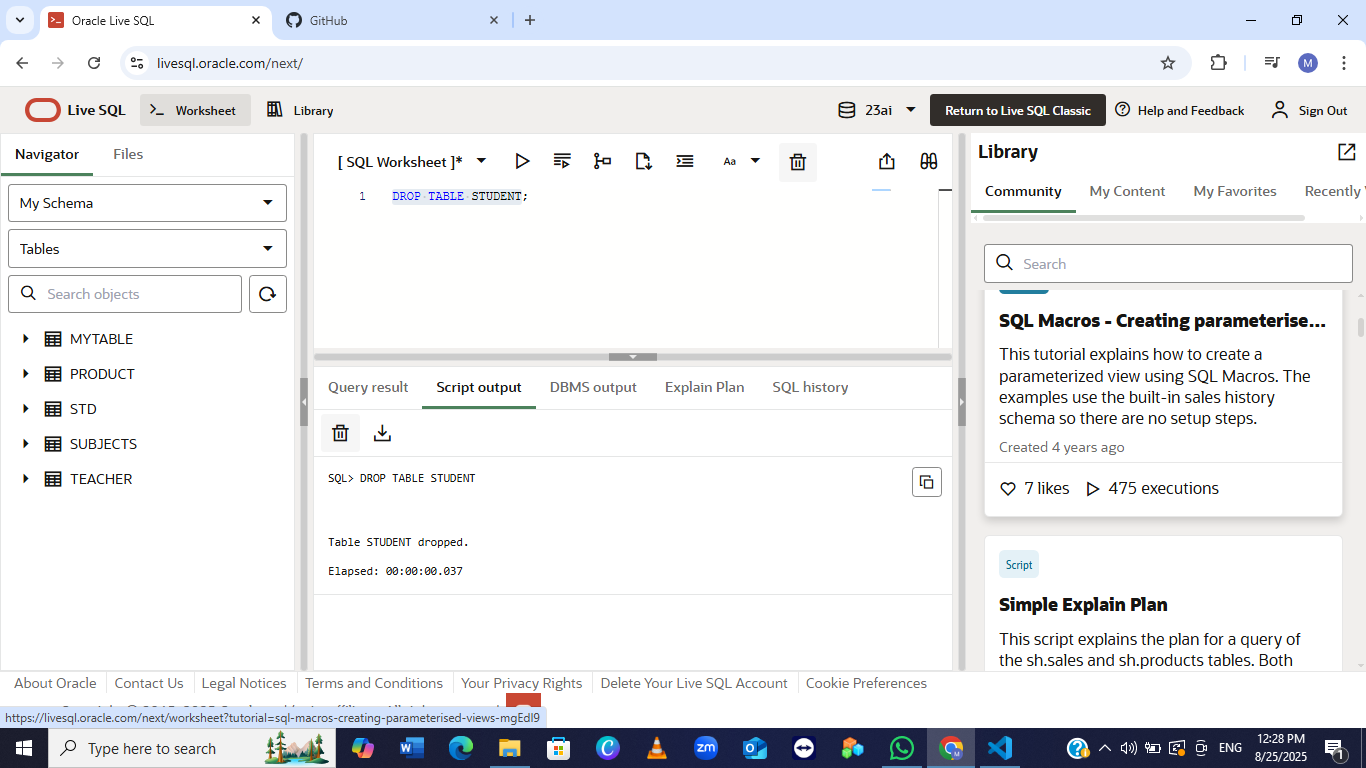 Oracle Live SQL
GitHub
livesql.oracle.com/next/
M
Live SQL
Worksheet
Library
23ai
Return to Live SQL Classic
Help and Feedback
Sign Out
Navigator
Files
My Schema
Tables
Search objects
MYTABLE
PRODUCT
STD
SUBJECTS
TEACHER
[ SQL Worksheet ]*
Aa
1 DROP TABLE STUDENT;
Query result
Script output
DBMS output
Explain Plan
SQL history
SQL> DROP TABLE STUDENT
Table STUDENT dropped.
Elapsed: 00:00:00.037
Library
Community
My Content
My Favorites
Recently
Search
SQL Macros - Creating parameterise...
This tutorial explains how to create a
parameterized view using SQL Macros. The
examples use the built-in sales history
schema so there are no setup steps.
Created 4 years ago
7 likes
475 executions
Script
Simple Explain Plan
This script explains the plan for a query of
the sh.sales and sh.products tables. Both
About Oracle
Contact Us
Legal Notices
Terms and Conditions
Your Privacy Rights
Delete Your Live SQL Account
Cookie Preferences
https://livesql.oracle.com/next/worksheet?tutorial=sql-macros-creating-parameterised-views-mgEdI9
Type here to search
zm
ENG
12:28 PM
8/25/2025
1